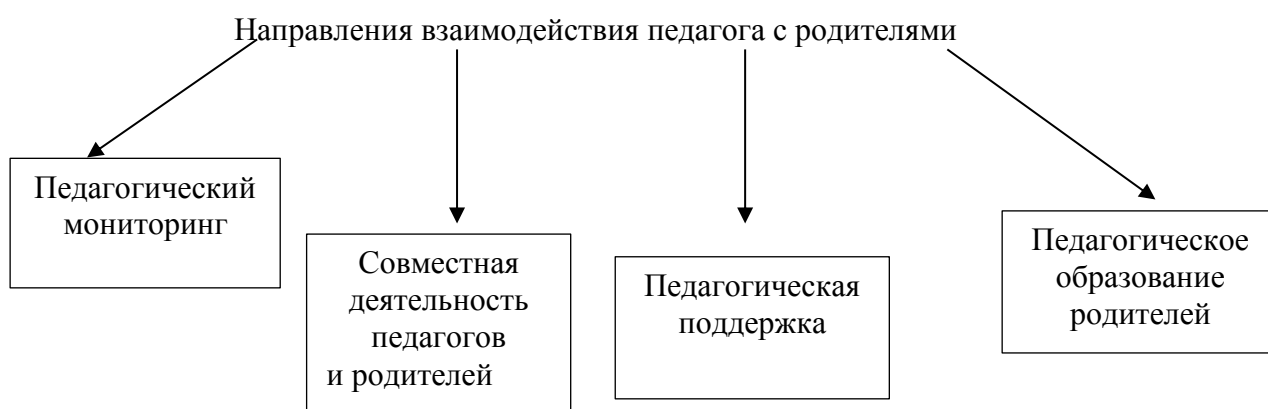 Направления взаимодействия педагога с родителями
Педагогический
мониторинг
Совместная
деятельность
педагогов
и родителей
Педагогическая
поддержка
Педагогическое
образование
родителей